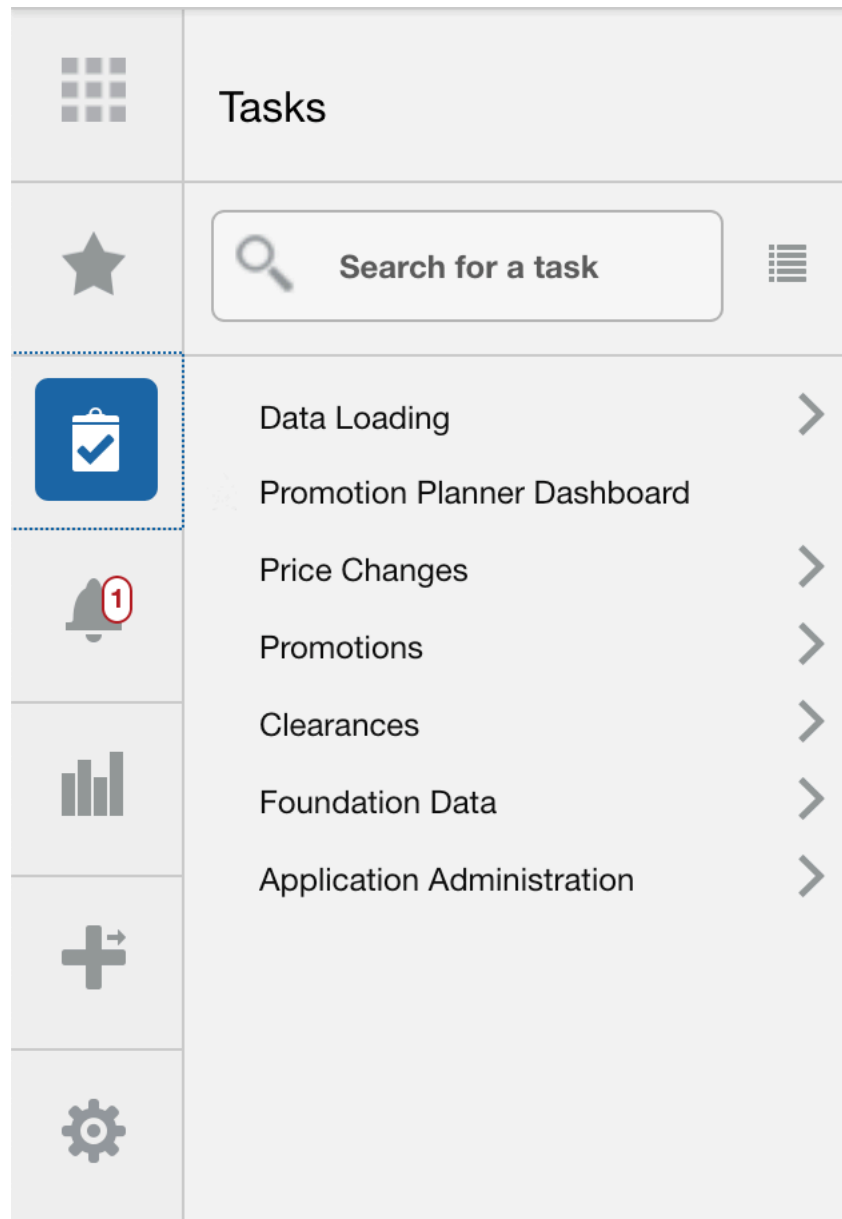 Tasks
Search for a task
Data Loading
Promotion Planner Dashboard
Price Changes
1
Promotions
Clearances
Foundation Data
Application Administration